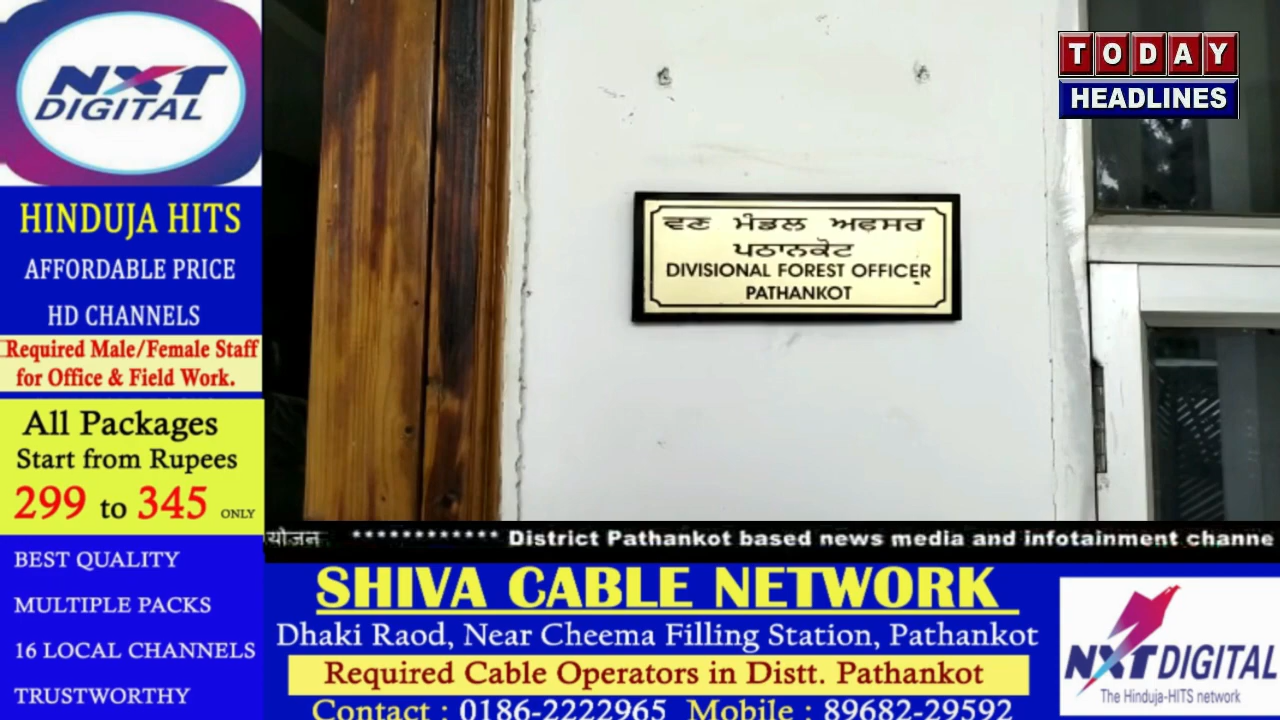 NXT
DIGITAL
HINDUJA HITS
AFFORDABLE PRICE
HD CHANNELS
Required Male/Female Staff
for Office & Field Work.
All Packages
Start from Rupees
299 to 345 ONLY
BEST QUALITY
MULTIPLE PACKS
16 LOCAL CHANNELS
TRUSTWORTHY
TODAY
HEADLINES
ਵਣ ਮੰਡਲ ਅਫਸਰ
ਪਠਾਨਕੋਟ
DIVISIONAL FOREST OFFICER
PATHANKOT
योजन ************ District Pathankot based news media and infotainment channe
SHIVA CABLE NETWORK
Dhaki Raod, Near Cheema Filling Station, Pathankot
Required Cable Operators in Distt. Pathankot
Contact : 0186-2222965 Mobile : 89682-29592
NXT DIGITAL
The Hinduja-HITS network